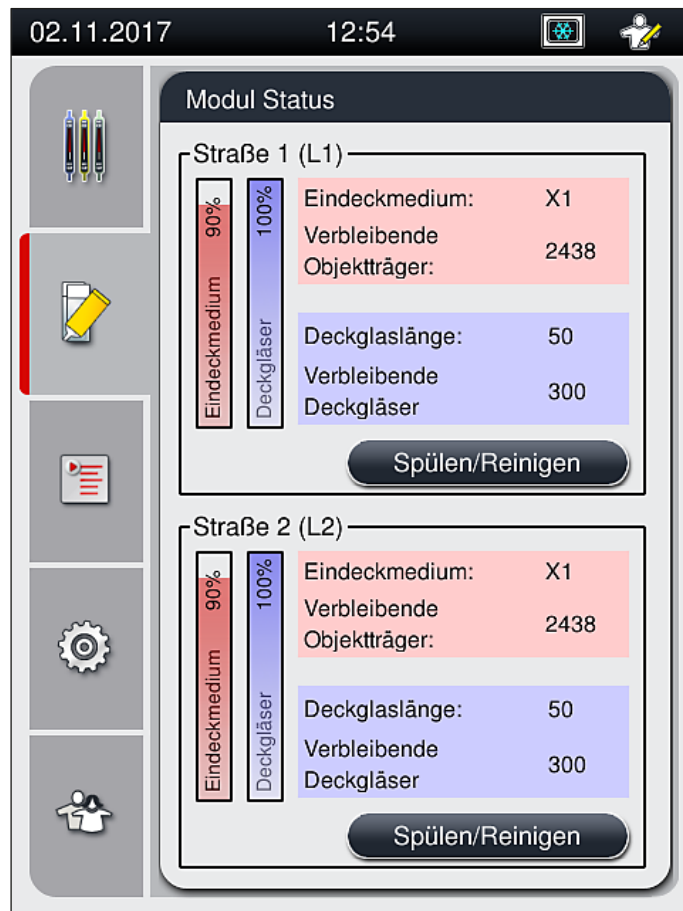 02.11.2017 12:54
Modul Status
Straße 1 (L1)
Eindeckmedium 90%
Deckgläser 100%
Eindeckmedium: X1
Verbleibende
Objektträger: 2438
Deckglaslänge: 50
Verbleibende
Deckgläser 300
Spülen/Reinigen
Straße 2 (L2)
Eindeckmedium 90%
Deckgläser 100%
Eindeckmedium: X1
Verbleibende
Objektträger: 2438
Deckglaslänge: 50
Verbleibende
Deckgläser 300
Spülen/Reinigen